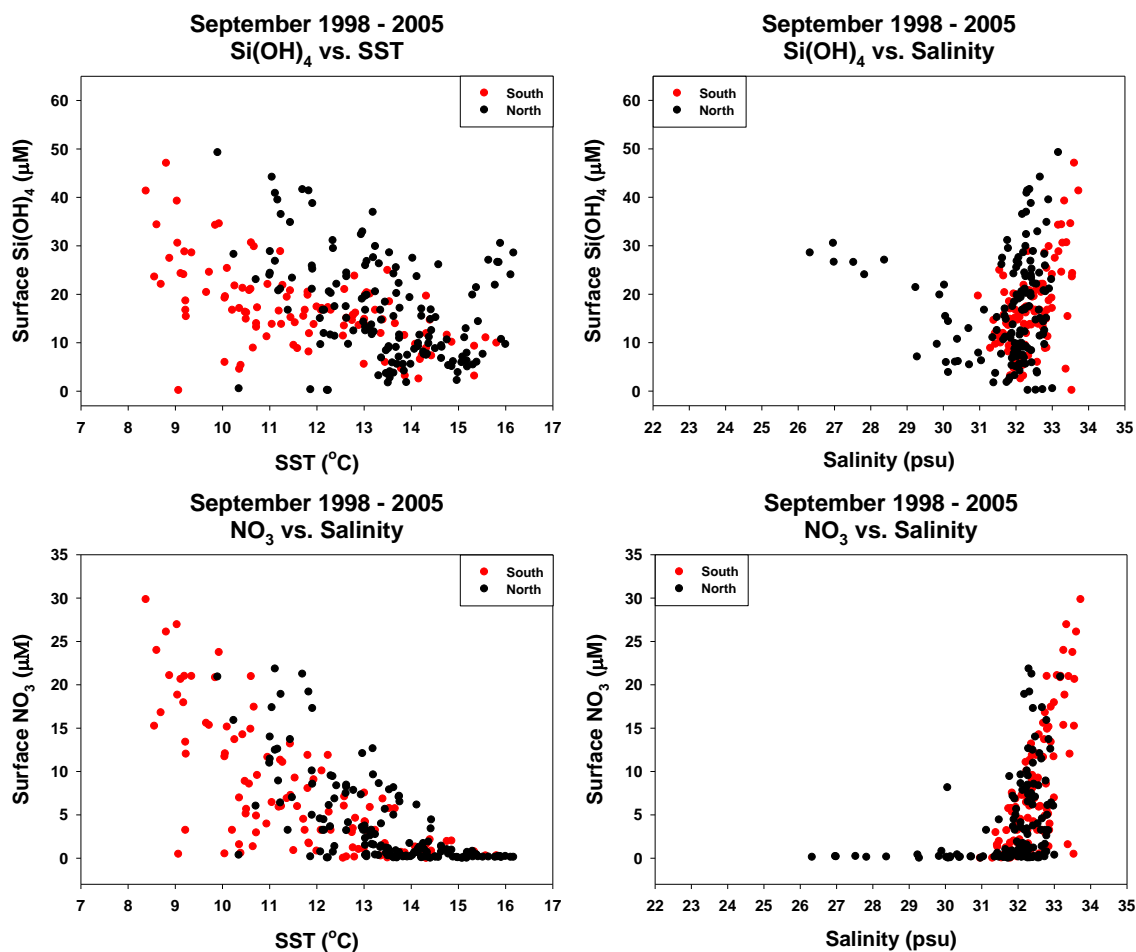 September 1998 - 2005
Si(OH)4 vs. SST
60
50
40
30
20
10
0
Surface Si(OH)4 (µM)
South
North
7 8 9 10 11 12 13 14 15 16 17
SST (oC)
September 1998 - 2005
Si(OH)4 vs. Salinity
60
50
40
30
20
10
0
Surface Si(OH)4 (µM)
South
North
22 23 24 25 26 27 28 29 30 31 32 33 34 35
Salinity (psu)
September 1998 - 2005
NO3 vs. Salinity
35
30
25
20
15
10
5
0
Surface NO3 (µM)
South
North
7 8 9 10 11 12 13 14 15 16 17
SST (oC)
September 1998 - 2005
NO3 vs. Salinity
35
30
25
20
15
10
5
0
Surface NO3 (µM)
South
North
22 23 24 25 26 27 28 29 30 31 32 33 34 35
Salinity (psu)